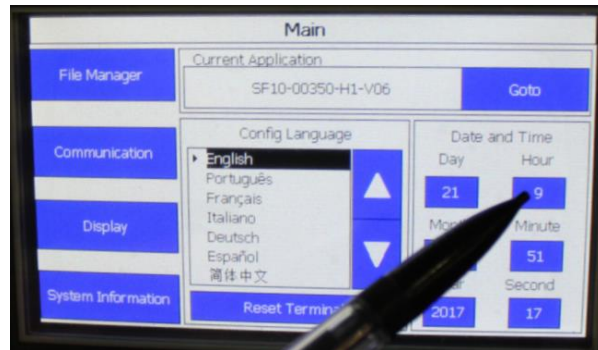 Main
File Manager
Communication
Display
System Information
Current Application
SF10-00350-H1-V06
Goto
Config Language
English
Português
Français
Italiano
Deutsch
Español
简体中文
Reset
Date and Time
Day
Hour
21
9
Minute
51
Second
2017
17